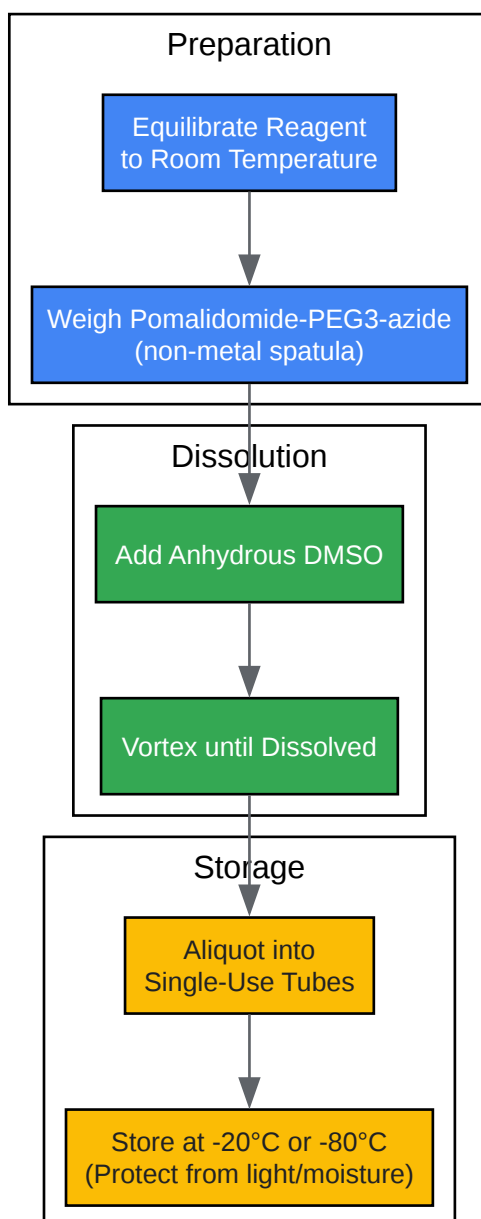 Preparation
Equilibrate Reagent
to Room Temperature
Weigh Pomalidomide-PEG3-azide
(non-metal spatula)
Dissolution
Add Anhydrous DMSO
Vortex until Dissolved
Storage
Aliquot into
Single-Use Tubes
Store at -20°C or -80°C
(Protect from light/moisture)